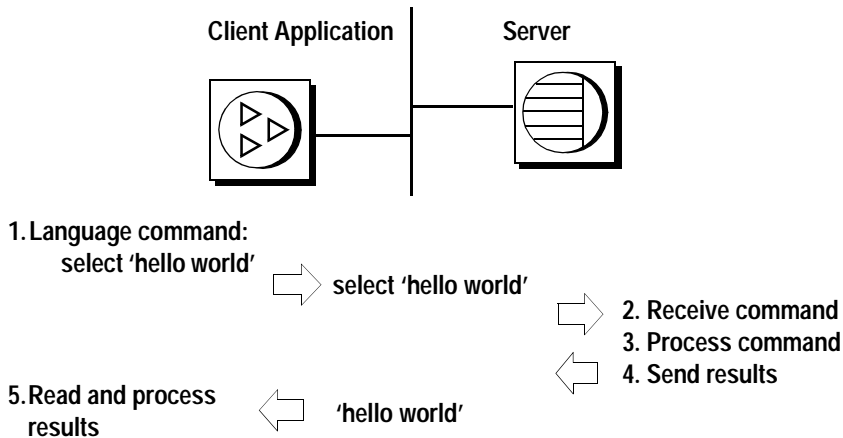 Client Application
Server
1. Language command:
select ‘hello world’
select ‘hello world’
2. Receive command
3. Process command
4. Send results
5. Read and process
results
‘hello world’